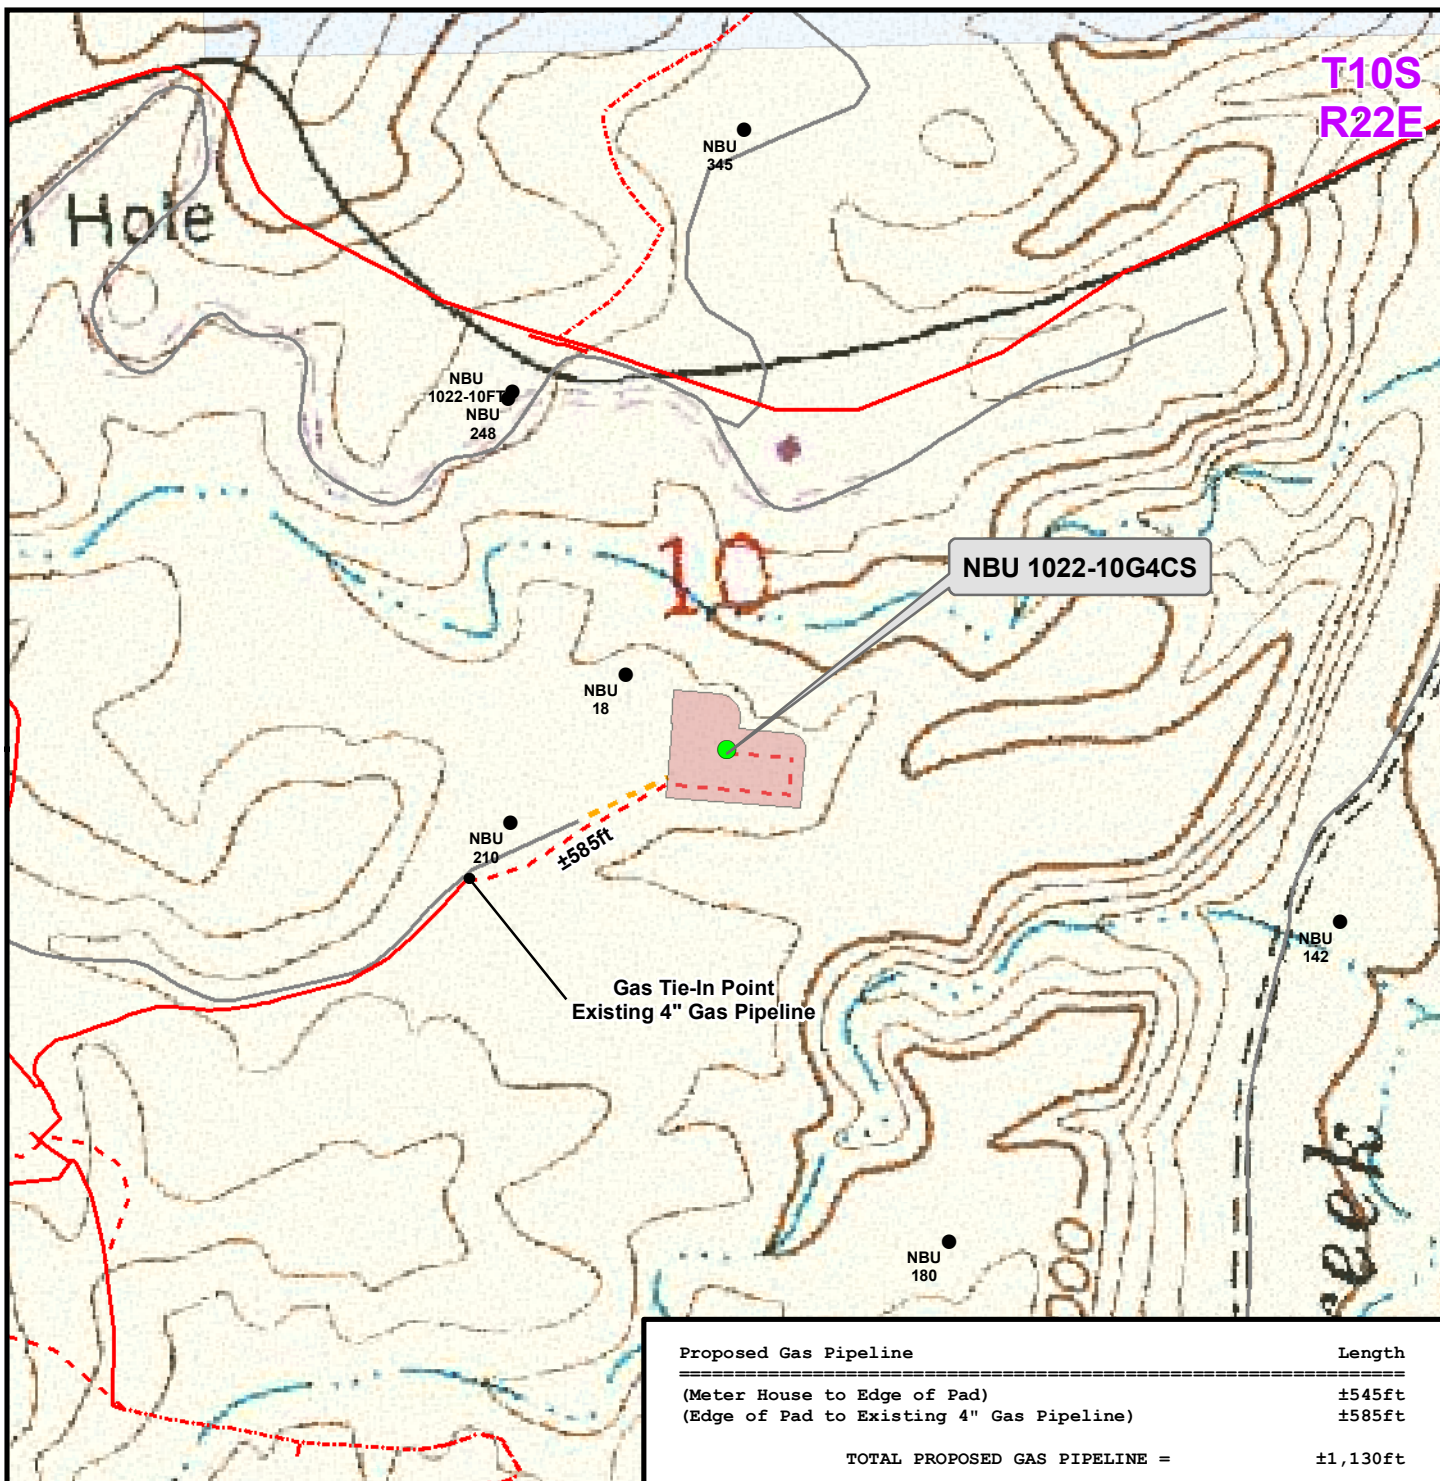 T10S
R22E
NBU
345
Hole
NBU
1022-10FT
NBU
248
10
NBU 1022-10G4CS
NBU
18
NBU
210
±585ft
NBU
142
Gas Tie-In Point
Existing 4" Gas Pipeline
NBU
180
Proposed Gas Pipeline Length
(Meter House to Edge of Pad) ±545ft
(Edge of Pad to Existing 4" Gas Pipeline) ±585ft
TOTAL PROPOSED GAS PIPELINE = ±1,130ft